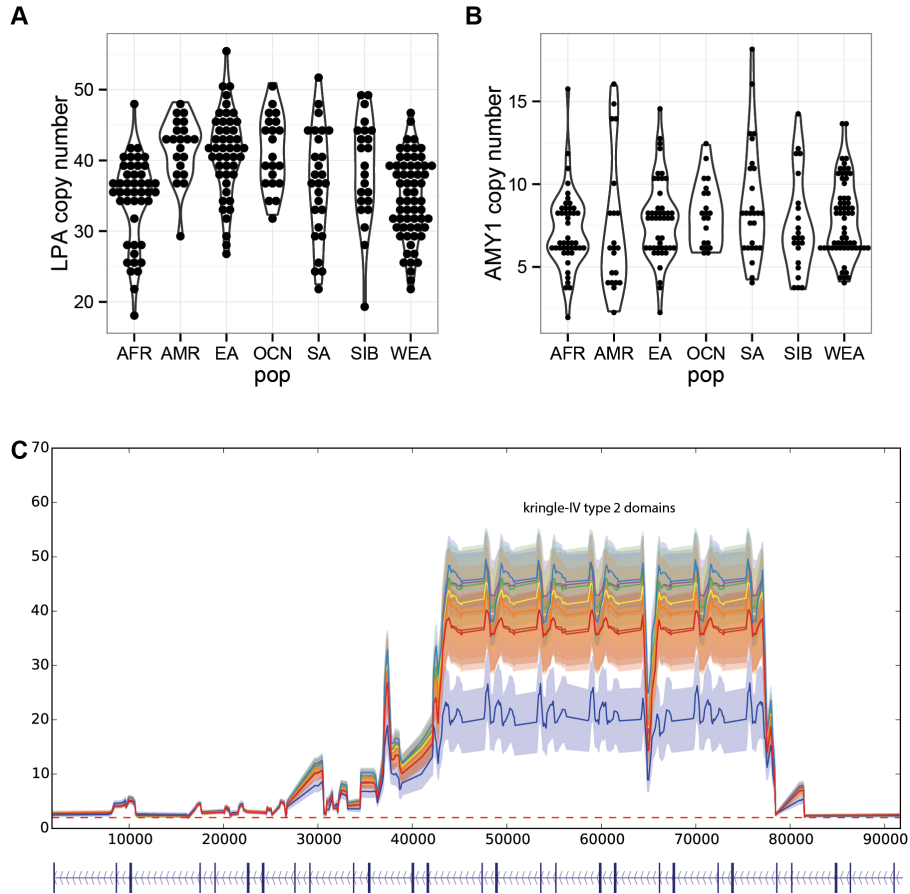 A
LPA copy number
50
40
30
20
AFR AMR EA OCN SA SIB WEA
pop
B
AMY1 copy number
15
10
5
AFR AMR EA OCN SA SIB WEA
pop
C
70
60
50
40
30
20
10
0
kringle-IV type 2 domains
10000 20000 30000 40000 50000 60000 70000 80000 90000